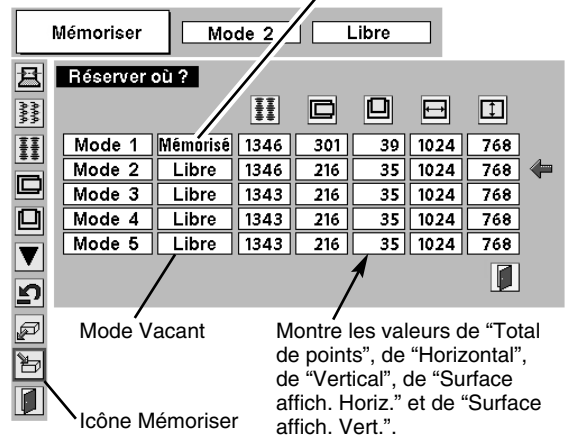 Mémoriser Mode 2 Libre
Réserver où ?
Mode 1 Mémorisé 1346 301 39 1024 768
Mode 2 Libre 1346 216 35 1024 768
Mode 3 Libre 1343 216 35 1024 768
Mode 4 Libre 1343 216 35 1024 768
Mode 5 Libre 1343 216 35 1024 768
Mode Vacant
Montre les valeurs de “Total
de points”, de “Horizontal”,
de “Vertical”, de “Surface
affich. Horiz.” et de “Surface
affich. Vert.”.
Icône Mémoriser